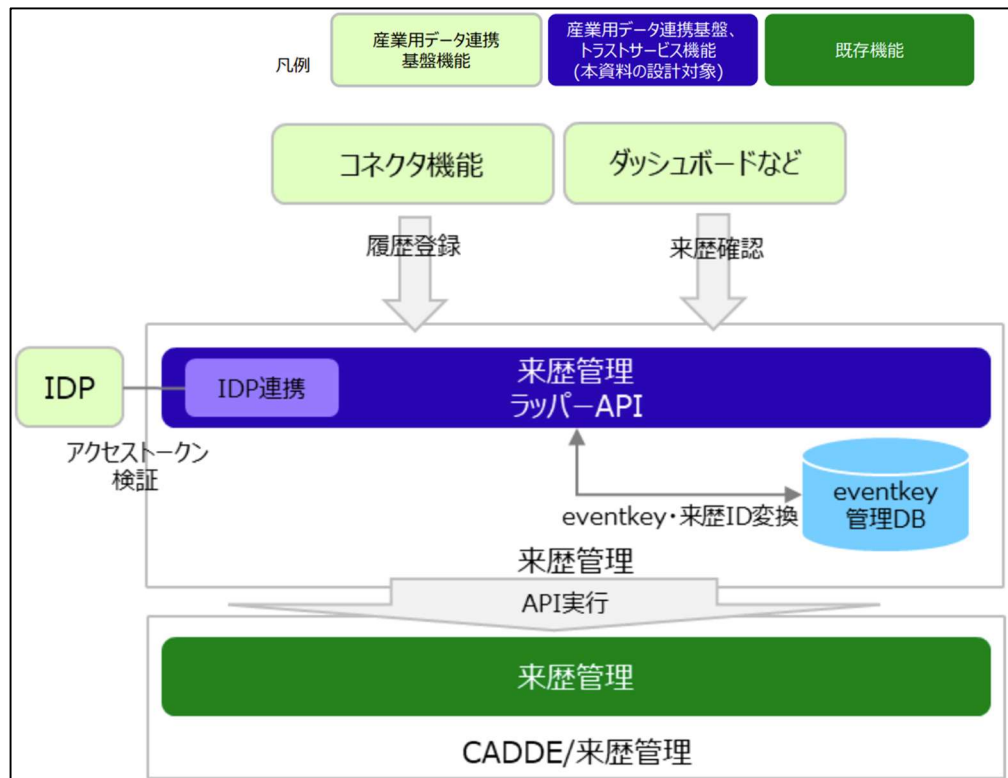 凡例
産業用データ連携
基盤機能
産業用データ連携基盤、
トラストサービス機能
(本資料の設計対象)
既存機能
コネクタ機能
ダッシュボードなど
履歴登録
来歴確認
IDP
IDP連携
来歴管理
ラッパーAPI
アクセストークン
検証
eventkey・来歴ID変換
eventkey
管理DB
来歴管理
API実行
来歴管理
CADDE/来歴管理